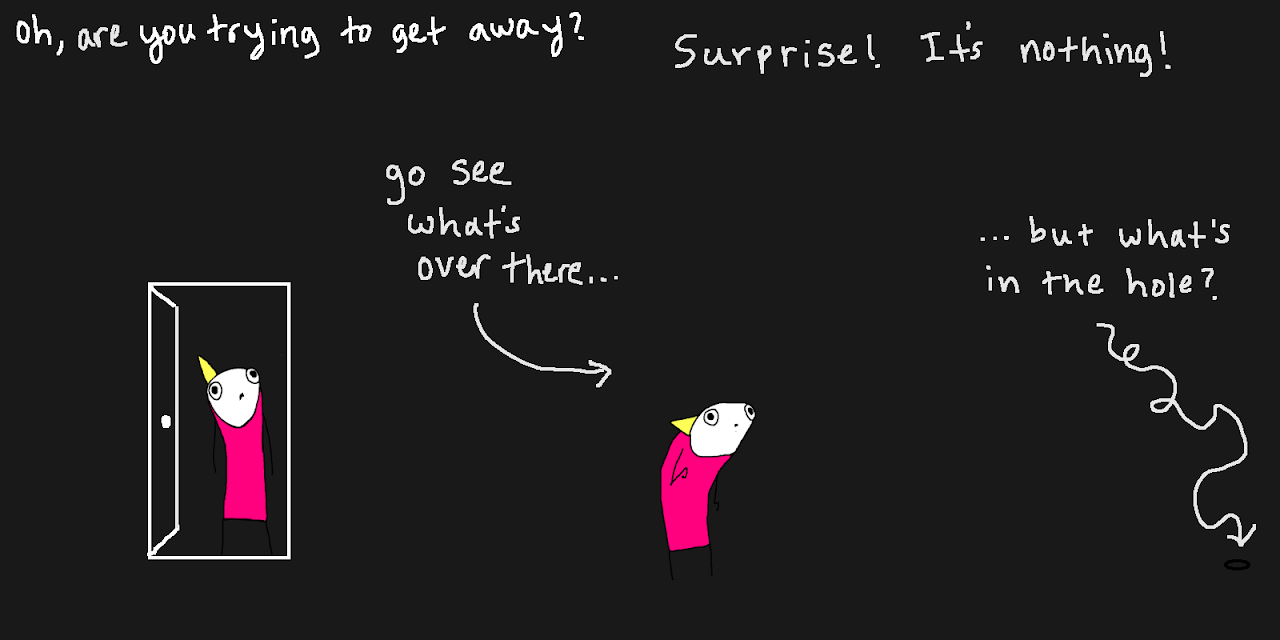 Oh, are you trying to get away?
Surprise! It's nothing!
go see
what's
over there...
... but what's
in the hole?